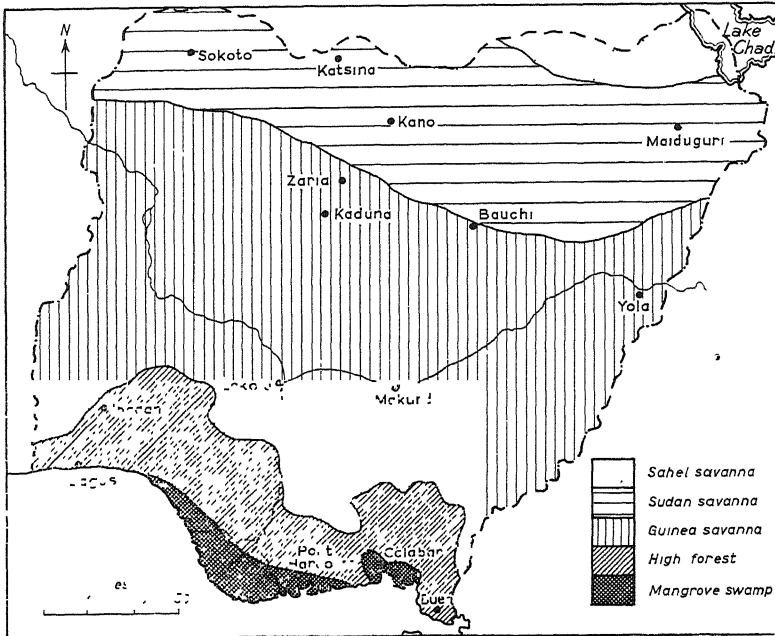 N
Lake
Chad
Sokoto
Katsina
Kano
Maiduguri
Zaria
Kaduna
Bauchi
Yola
Port
Calabar
Sahel savanna
Sudan savanna
Guinea savanna
High forest
Mangrove swamp